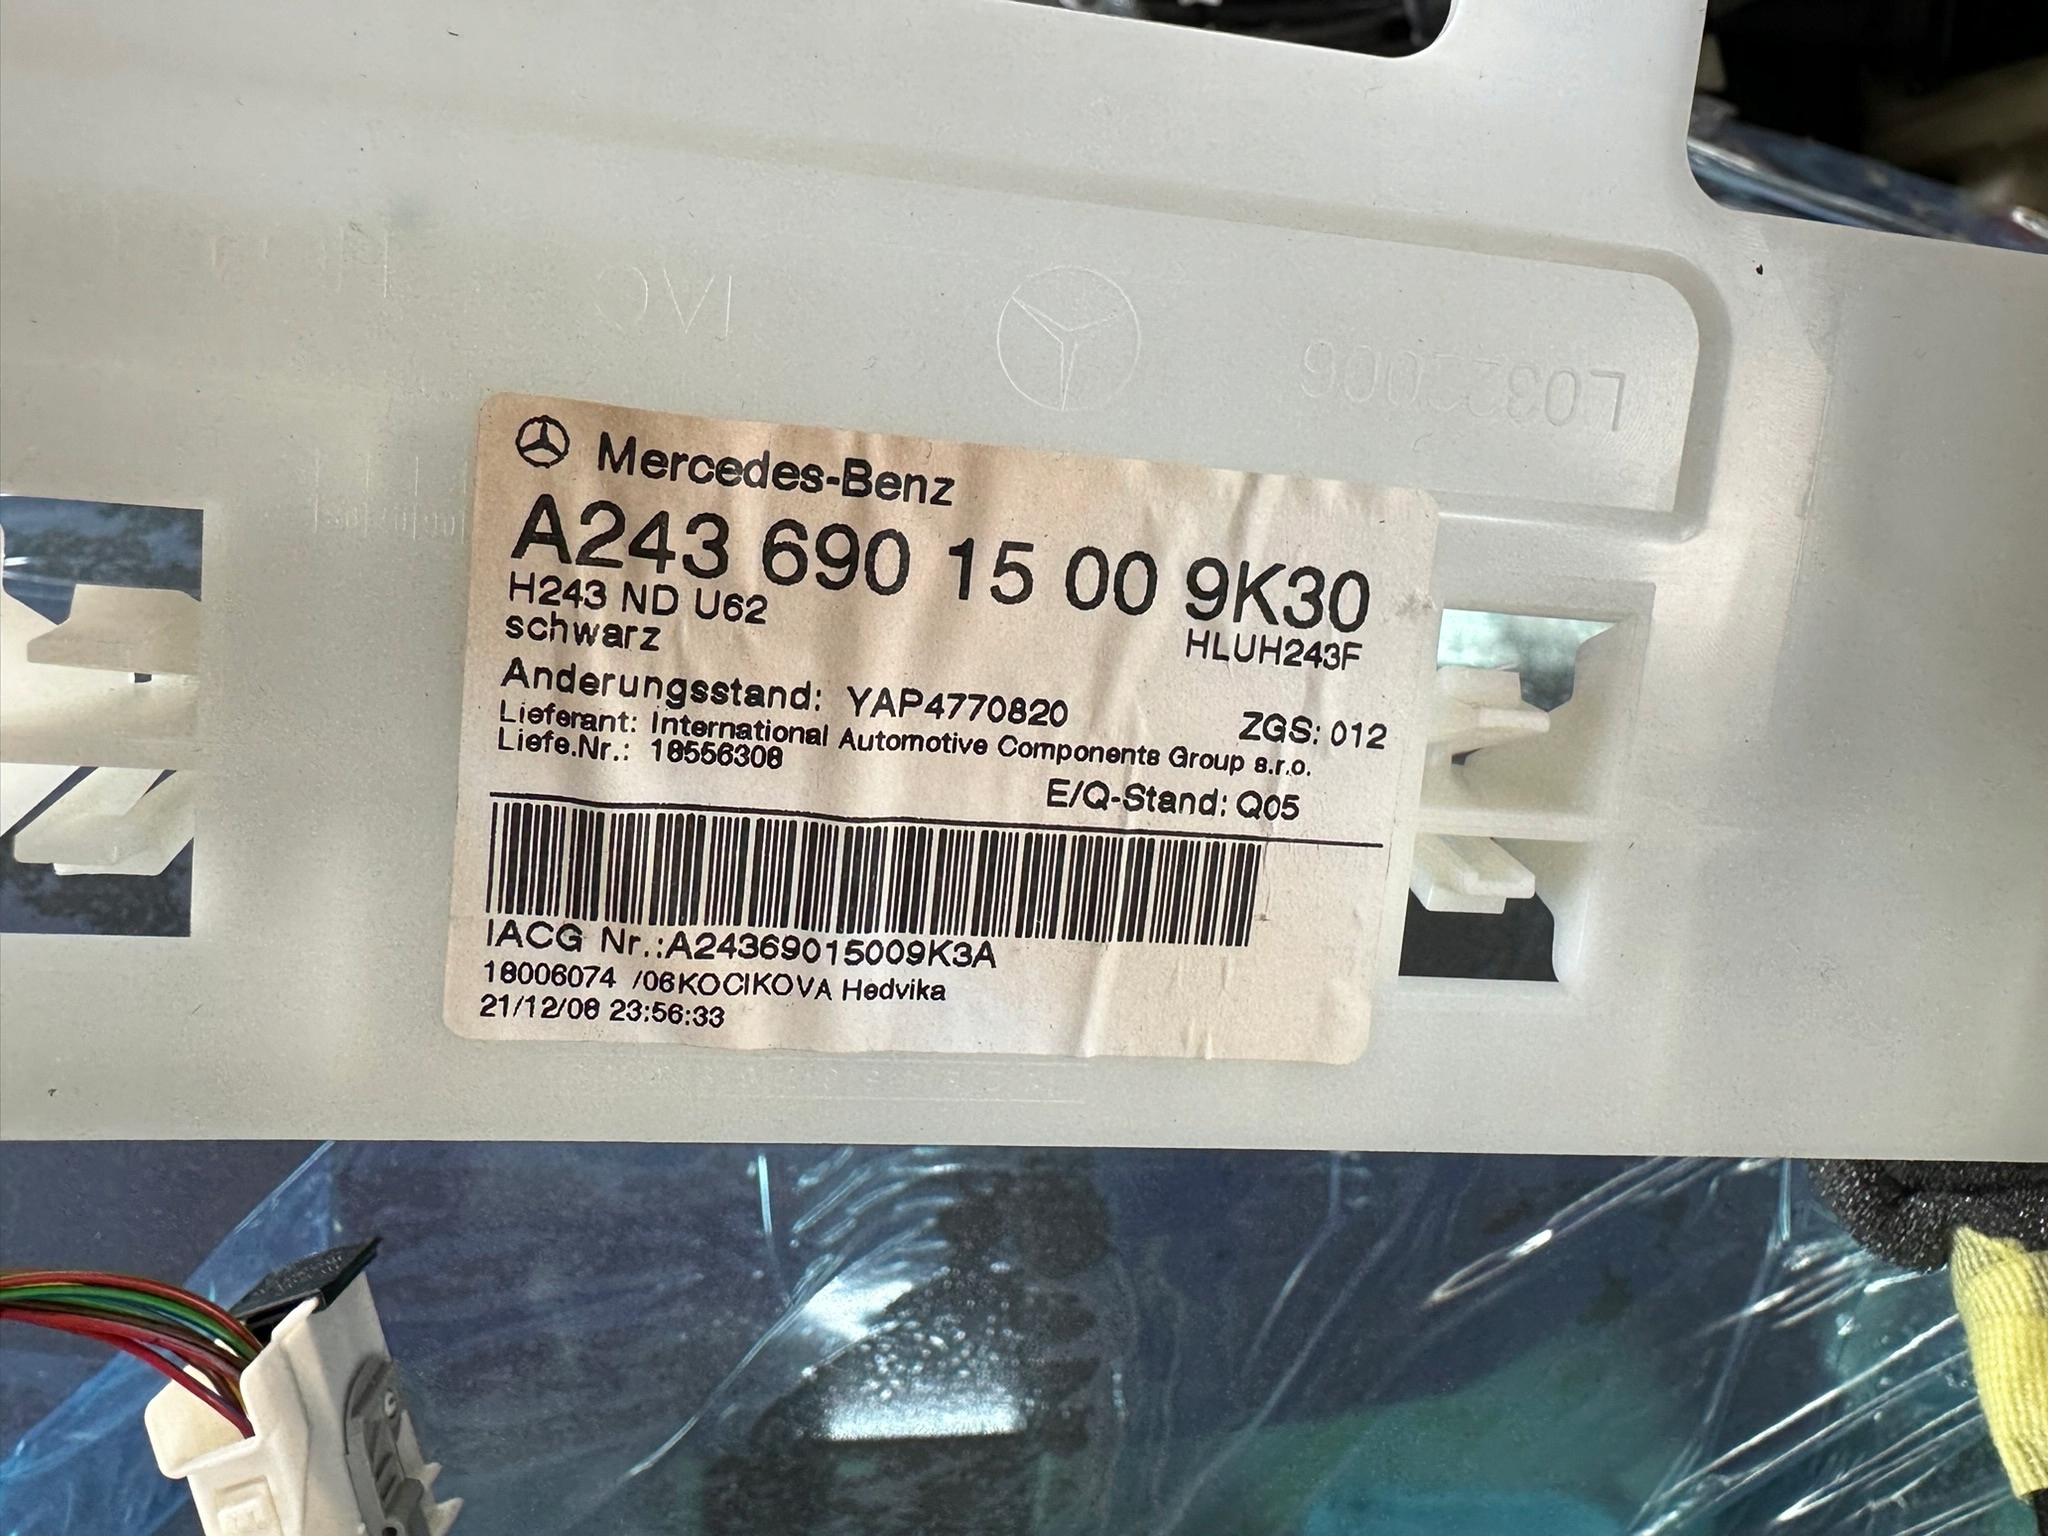 IAC
Mercedes-Benz
A243 690 15 00 9K30
H243 ND U62
schwarz
HLUH243F
Anderungsstand: YAP4770820
ZGS: 012
Lieferant: International Automotive Components Group s.r.o.
Liefe.Nr.: 18556308
E/Q-Stand: Q05
IACG Nr.:A24369015009K3A
18006074 /06KOCIKOVA Hedvika
21/12/08 23:56:33